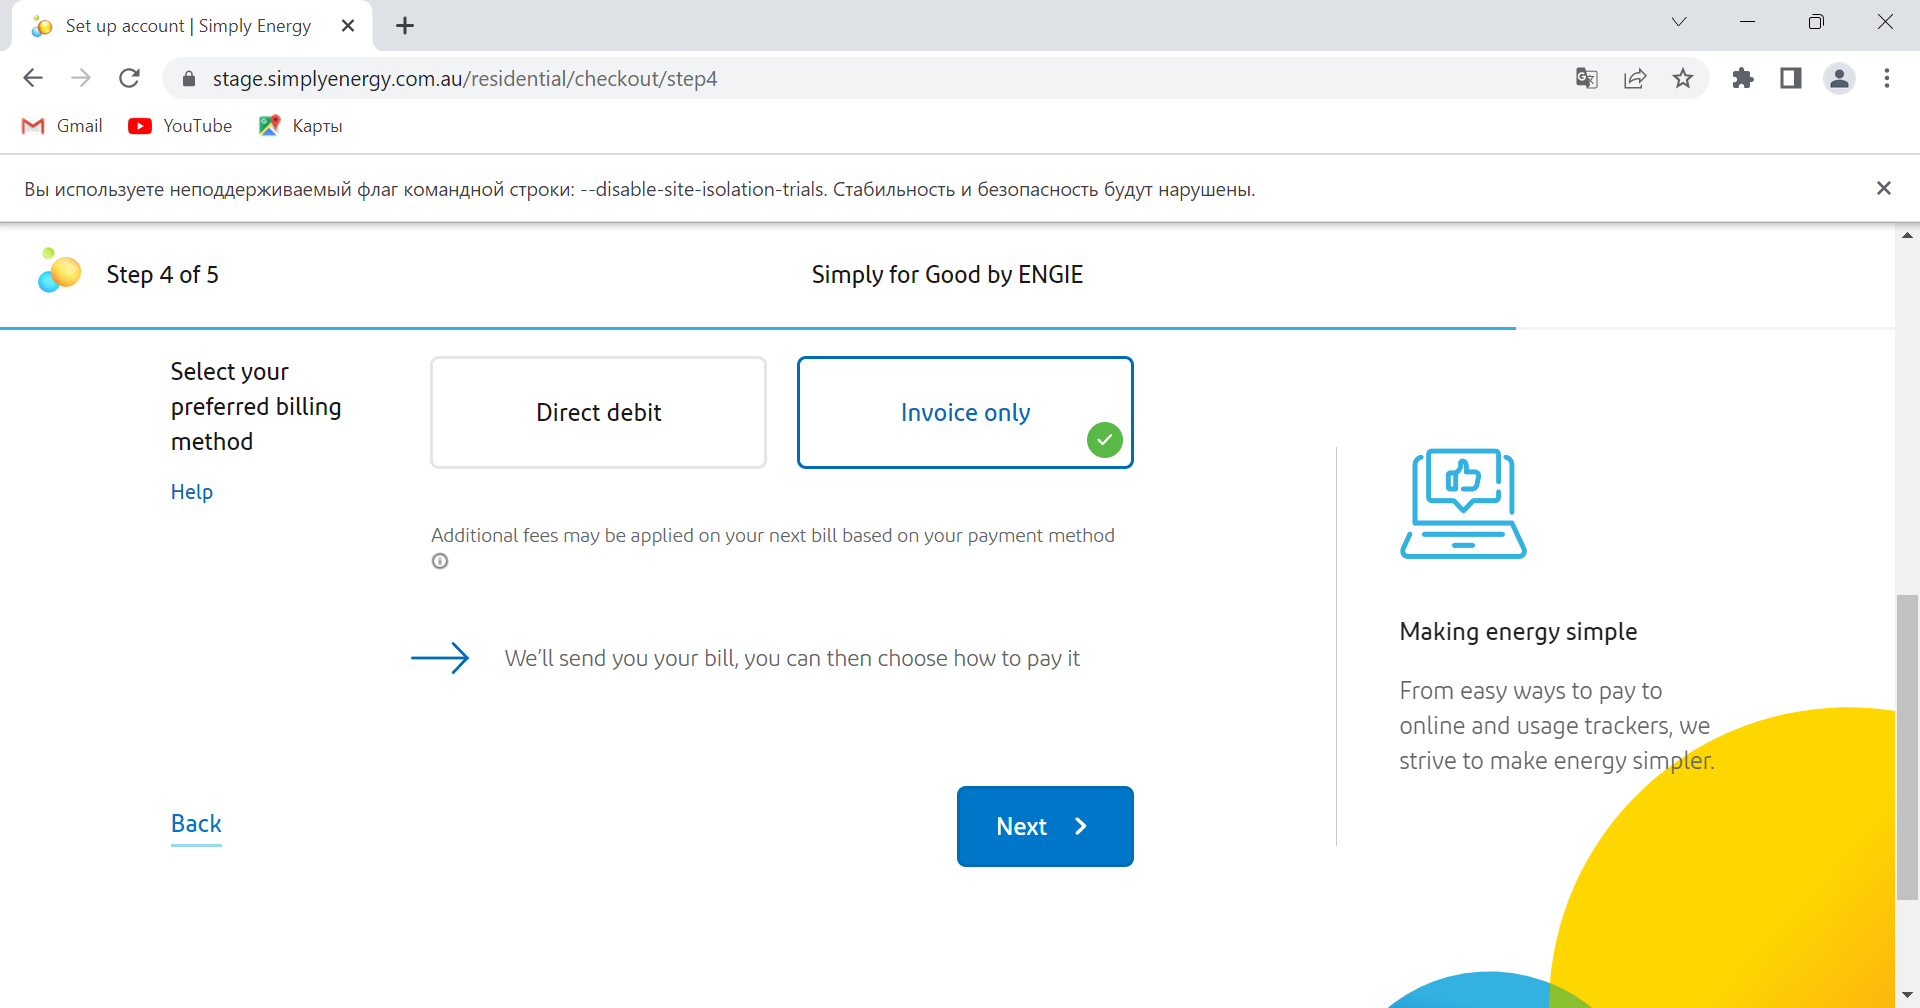 Set up account | Simply Energy
stage.simplyenergy.com.au/residential/checkout/step4
Gmail YouTube Карты
Вы используете неподдерживаемый флаг командной строки: --disable-site-isolation-trials. Стабильность и безопасность будут нарушены.
Step 4 of 5
Simply for Good by ENGIE
Select your
preferred billing
method
Help
Direct debit
Invoice only
Additional fees may be applied on your next bill based on your payment method
We'll send you your bill, you can then choose how to pay it
Back
Next
Making energy simple
From easy ways to pay to
online and usage trackers, we
strive to make energy simpler.